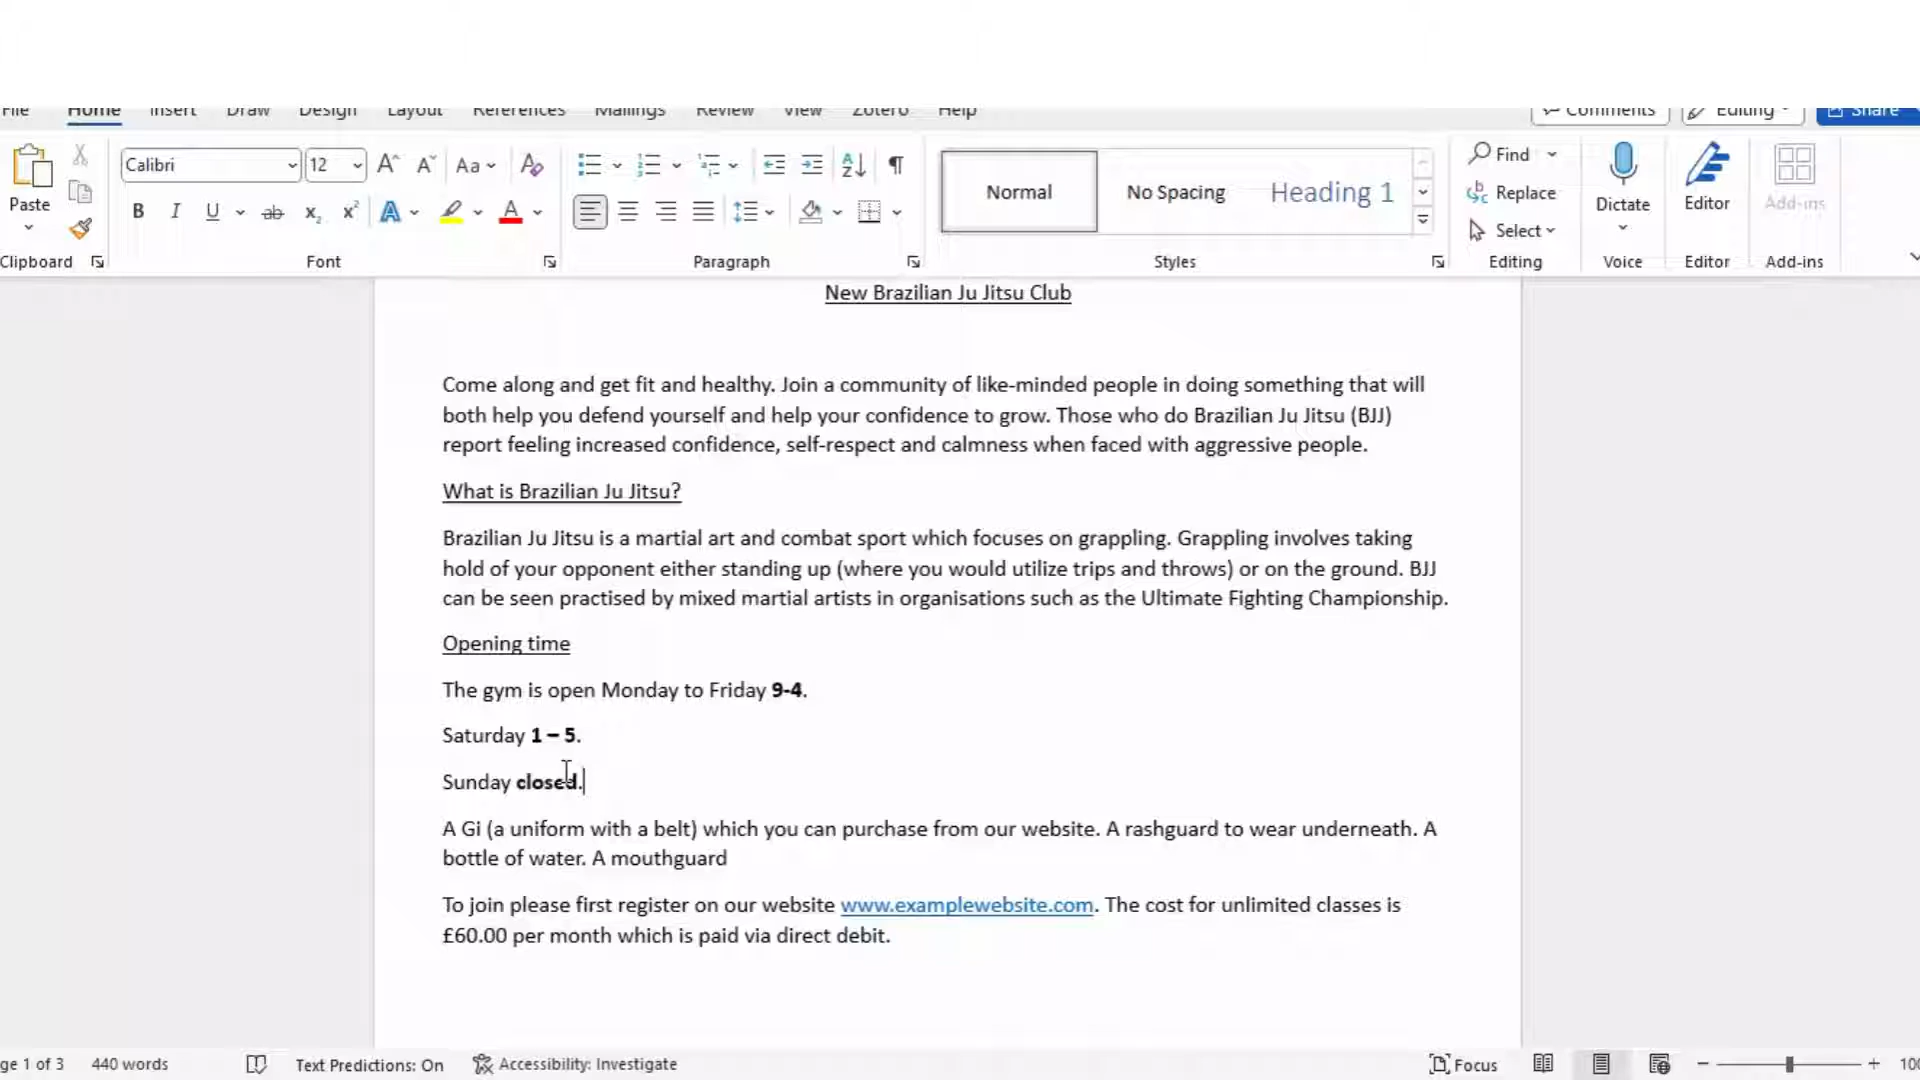 File Home Insert Draw Design Layout References Mailings Review View Zotero Help Comments Editing Share
Calibri 12 Aa
Paste
B I U ab x₂ x² A A
Clipboard Font Paragraph
Normal No Spacing Heading 1
Styles
Find
Replace
Select
Editing
Dictate
Voice
Editor
Editor
Add-ins
Add-ins
New Brazilian Ju Jitsu Club
Come along and get fit and healthy. Join a community of like-minded people in doing something that will
both help you defend yourself and help your confidence to grow. Those who do Brazilian Ju Jitsu (BJJ)
report feeling increased confidence, self-respect and calmness when faced with aggressive people.
What is Brazilian Ju Jitsu?
Brazilian Ju Jitsu is a martial art and combat sport which focuses on grappling. Grappling involves taking
hold of your opponent either standing up (where you would utilize trips and throws) or on the ground. BJJ
can be seen practised by mixed martial artists in organisations such as the Ultimate Fighting Championship.
Opening time
The gym is open Monday to Friday 9-4.
Saturday 1 – 5.
Sunday closed.
A Gi (a uniform with a belt) which you can purchase from our website. A rashguard to wear underneath. A
bottle of water. A mouthguard
To join please first register on our website www.examplewebsite.com. The cost for unlimited classes is
£60.00 per month which is paid via direct debit.
ge 1 of 3 440 words Text Predictions: On Accessibility: Investigate Focus 100